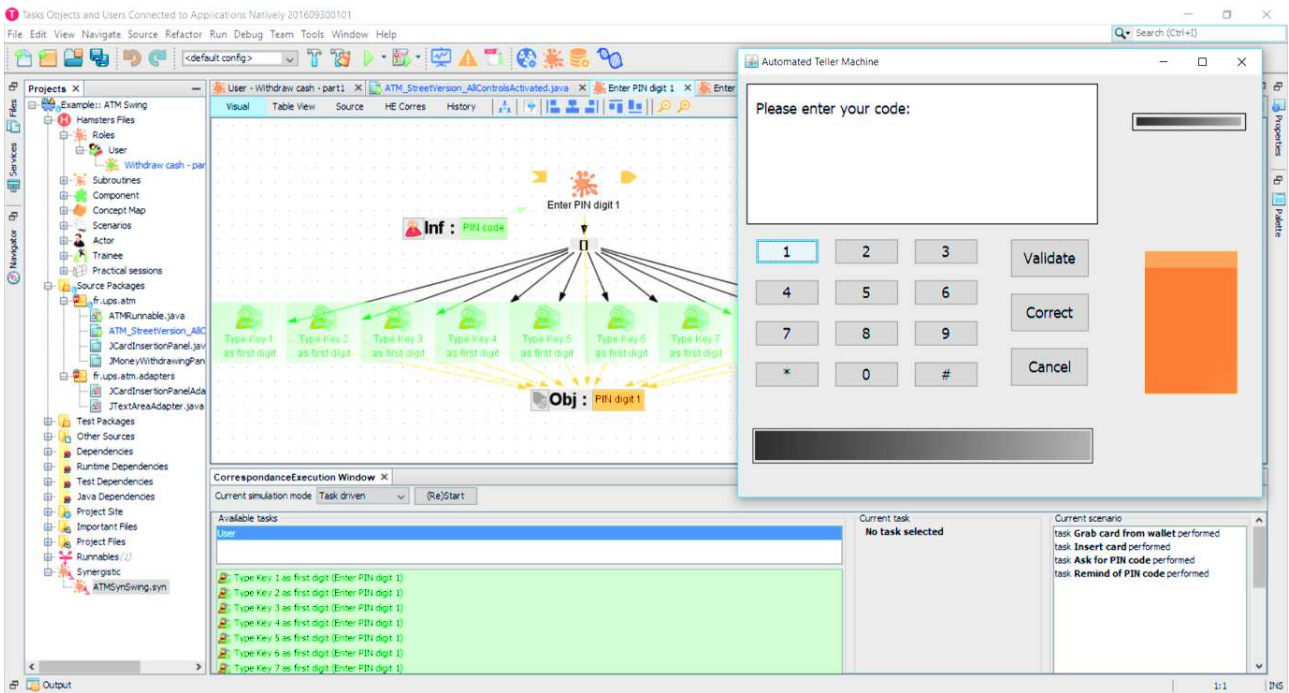 Tasks Objects and Users Connected to Applications Natively 201609300101
File Edit View Navigate Source Refactor Run Debug Team Tools Window Help
Search (Ctrl+I)
<default config>
Projects
Files
Services
Navigator
Example:: ATM Swing
Hamsters Files
Roles
User
Withdraw cash - par
Subroutines
Component
Concept Map
Scenarios
Actor
Trainee
Practical sessions
Source Packages
fr.ups.atm
ATMRunnable.java
ATM_StreetVersion_AllC
JCardInsertionPanel.jav
JMoneyWithdrawingPan
fr.ups.atm.adapters
JCardInsertionPanelAda
JTextAreaAdapter.java
Test Packages
Other Sources
Dependencies
Runtime Dependencies
Test Dependencies
Java Dependencies
Project Site
Important Files
Project Files
Runnables (1)
Synergistic
ATMSynSwing.syn
User - Withdraw cash - part1 X ATM_StreetVersion_AllControlsActivated.java X Enter PIN digit 1 X Enter
Visual Table View Source HE Corres History
Enter PIN digit 1
Inf : PIN code
[]
Type Key 1 as first digit
Type Key 2 as first digit
Type Key 3 as first digit
Type Key 4 as first digit
Type Key 5 as first digit
Type Key 6 as first digit
Type Key 7 as first digit
Obj : PIN digit 1
Automated Teller Machine
Please enter your code:
1 2 3 Validate
4 5 6 Correct
7 8 9 Cancel
* 0 #
Properties
Palette
CorrespondanceExecution Window X
Current simulation mode Task driven (Re)Start
Available tasks
User
Type Key 1 as first digit (Enter PIN digit 1)
Type Key 2 as first digit (Enter PIN digit 1)
Type Key 3 as first digit (Enter PIN digit 1)
Type Key 4 as first digit (Enter PIN digit 1)
Type Key 5 as first digit (Enter PIN digit 1)
Type Key 6 as first digit (Enter PIN digit 1)
Type Key 7 as first digit (Enter PIN digit 1)
Current task
No task selected
Current scenario
task Grab card from wallet performed
task Insert card performed
task Ask for PIN code performed
task Remind of PIN code performed
Output
1:1 INS